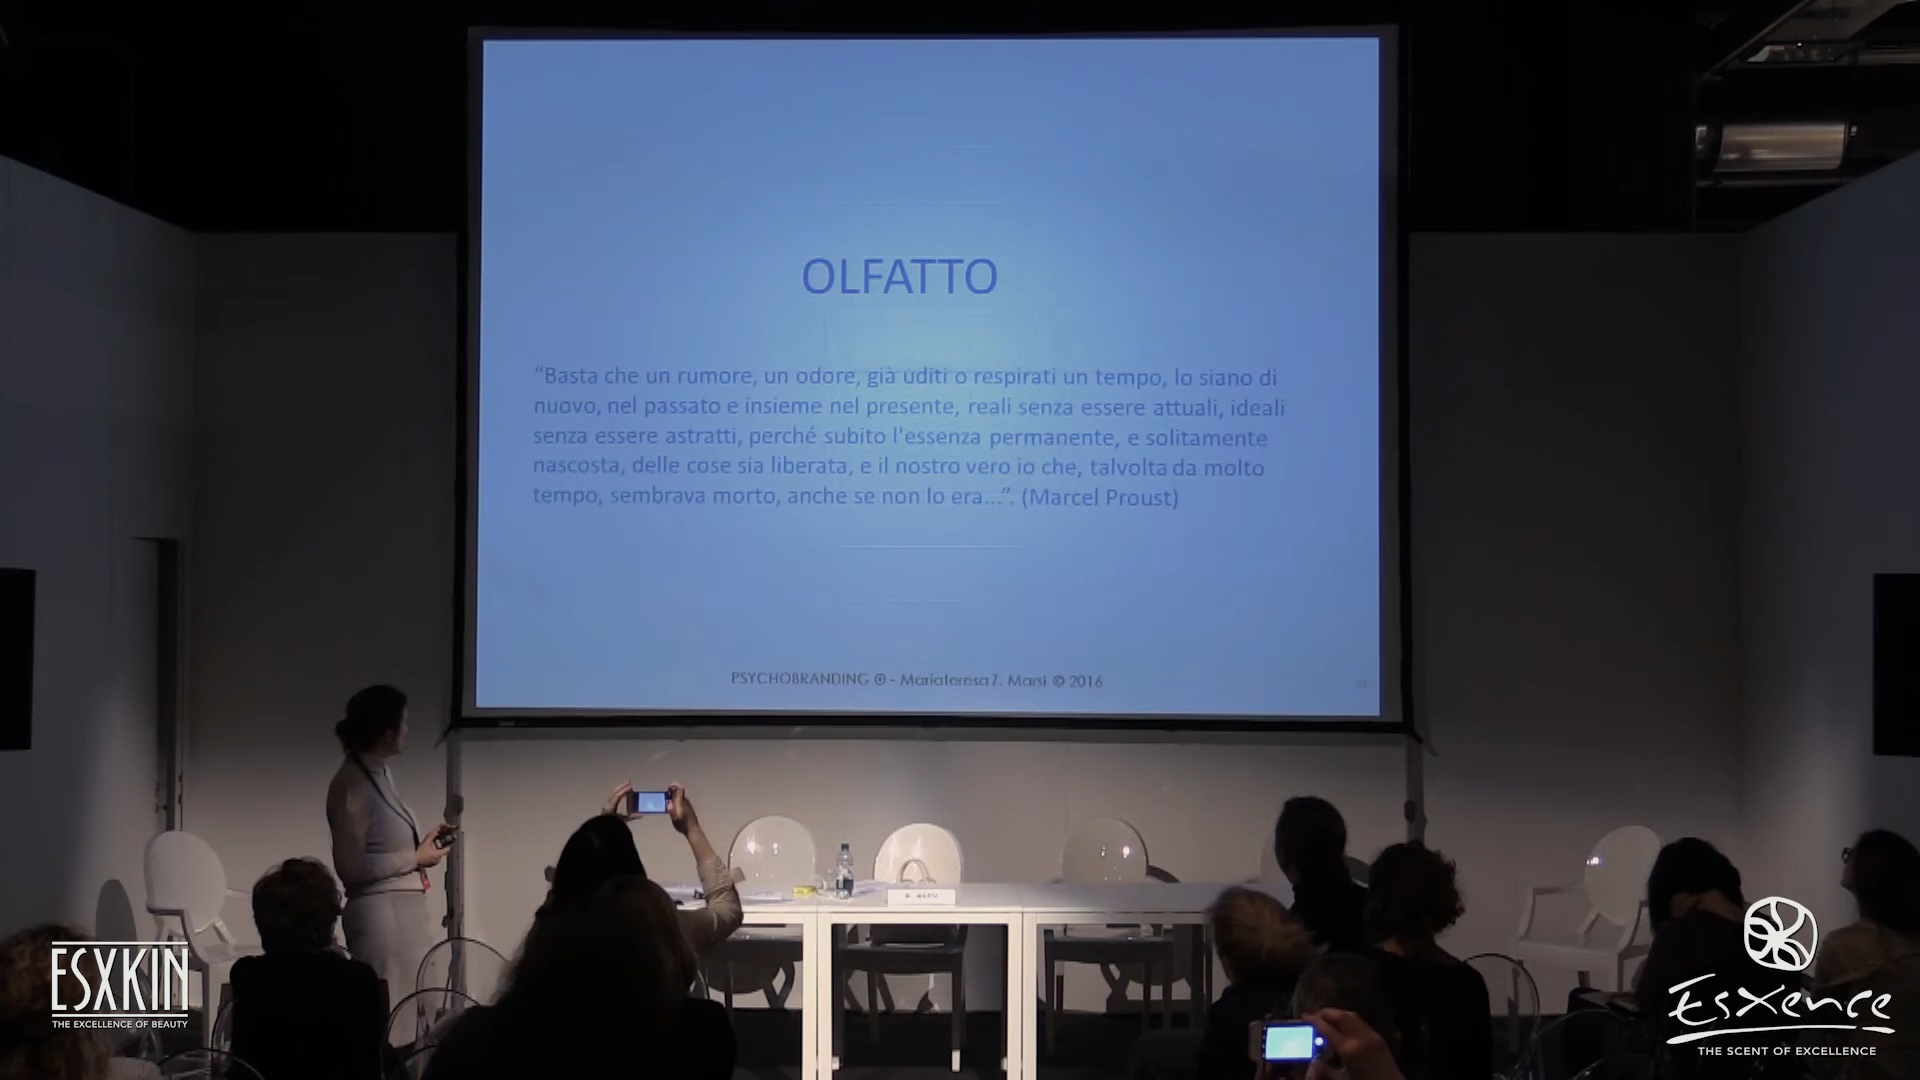 OLFATTO
“Basta che un rumore, un odore, già uditi o respirati un tempo, lo siano di
nuovo, nel passato e insieme nel presente, reali senza essere attuali, ideali
senza essere astratti, perché subito l'essenza permanente, e solitamente
nascosta, delle cose sia liberata, e il nostro vero io che, talvolta da molto
tempo, sembrava morto, anche se non lo era...”. (Marcel Proust)
PSYCHOBRANDING ® - Mariateresa Z. Marsi © 2016
ESXKIN
THE EXCELLENCE OF BEAUTY
Esxence
THE SCENT OF EXCELLENCE